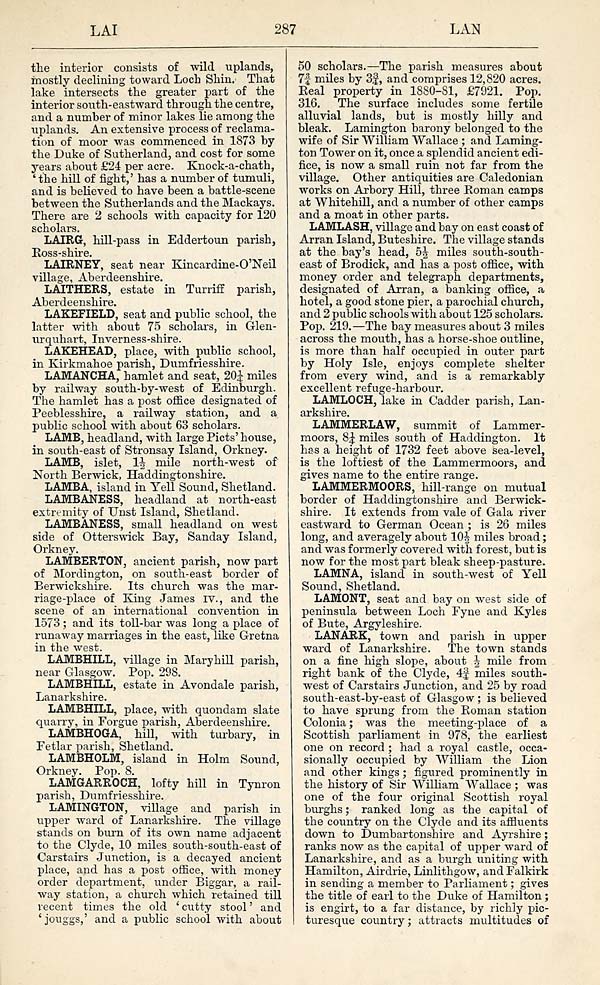 LAI 287 LAN
the interior consists of wild uplands,
mostly declining toward Loch Shin. That
lake intersects the greater part of the
interior south-eastward through the centre,
and a number of minor lakes lie among the
uplands. An extensive process of reclama-
tion of moor was commenced in 1873 by
the Duke of Sutherland, and cost for some
years about £24 per acre. Knock-a-chath,
‘the hill of fight,’ has a number of tumuli,
and is believed to have been a battle-scene
between the Sutherlands and the Mackays.
There are 2 schools with capacity for 120
scholars.
LAIRG, hill-pass in Eddertoun parish,
Ross-shire.
LAIRNEY, seat near Kincardine-O’Neil
village, Aberdeenshire.
LAITHERS, estate in Turriff parish,
Aberdeenshire.
LAKEFIELD, seat and public school, the
latter with about 75 scholars, in Glen-
urquhart, Inverness-shire.
LAKEHEAD, place, with public school,
in Kirkmahoe parish, Dumfriesshire.
LAMANCHA, hamlet and seat, 20¼ miles
by railway south-by-west of Edinburgh.
The hamlet has a post office designated of
Peeblesshire, a railway station, and a
public school with about 63 scholars.
LAMB, headland, with large Picts’ house,
in south-east of Stronsay Island, Orkney.
LAMB, islet, 1½ mile north-west of
North Berwick, Haddingtonshire.
LAMBA, island in Yell Sound, Shetland.
LAMBANESS, headland at north-east
extremity of Unst Island, Shetland.
LAMBANESS, small headland on west
side of Otterswick Bay, Sanday Island,
Orkney.
LAMBERTON, ancient parish, now part
of Mordington, on south-east border of
Berwickshire. Its church was the mar-
riage-place of King James IV., and the
scene of an international convention in
1573; and its toll-bar was long a place of
runaway marriages in the east, like Gretna
in the west.
LAMBHILL, village in Maryhill parish,
near Glasgow. Pop. 298.
LAMBHILL, estate in Avondale parish,
Lanarkshire.
LAMBHILL, place, with quondam slate
quarry, in Forgue parish, Aberdeenshire.
LAMBHOGA, hill, with turbary, in
Fetlar parish, Shetland.
LAMBHOLM, island in Holm Sound,
Orkney. Pop. 8.
LAMGARROCH, lofty hill in Tynron
parish, Dumfriesshire.
LAMINGTON, village and parish in
upper ward of Lanarkshire. The village
stands on burn of its own name adjacent
to the Clyde, 10 miles south-south-east of
Carstairs Junction, is a decayed ancient
place, and has a post office, with money
order department, under Biggar, a rail-
way station, a church which retained till
recent times the old ‘cutty stool’ and
‘jouggs,’ and a public school with about
50 scholars.—The parish measures about
7¾ miles by 3¾, and comprises 12,820 acres.
Real property in 1880-81, £7921. Pop.
316. The surface includes some fertile
alluvial lands, but is mostly hilly and
bleak. Lamington barony belonged to the
wife of Sir William Wallace; and Laming-
ton Tower on it, once a splendid ancient edi-
fice, is now a small ruin not far from the
village. Other antiquities are Caledonian
works on Arbory Hill, three Roman camps
at Whitehill, and a number of other camps
and a moat in other parts.
LAMLASH, village and bay on east coast of
Arran Island, Buteshire. The village stands
at the bay’s head, 5½ miles south-south-
east of Brodick, and has a post office, with
money order and telegraph departments,
designated of Arran, a banking office, a
hotel, a good stone pier, a parochial church,
and 2 public schools with about 125 scholars.
Pop. 219.—The bay measures about 3 miles
across the mouth, has a horse-shoe outline,
is more than half occupied in outer part
by Holy Isle, enjoys complete shelter
from every wind, and is a remarkably
excellent refuge-harbour.
LAMLOCH, lake in Cadder parish, Lan-
arkshire.
LAMMERLAW, summit of Lammer-
moors, 8¼ miles south of Haddington. It
has a height of 1732 feet above sea-level,
is the loftiest of the Lammermoors, and
gives name to the entire range.
LAMMERMOORS, hill-range on mutual
border of Haddingtonshire and Berwick-
shire. It extends from vale of Gala river
eastward to German Ocean; is 26 miles
long, and averagely about 10½ miles broad;
and was formerly covered with forest, but is
now for the most part bleak sheep-pasture.
LAMNA, island in south-west of Yell
Sound, Shetland.
LAMONT, seat and bay on west side of
peninsula between Loch Fyne and Kyles
of Bute, Argyleshire.
LANARK, town and parish in upper
ward of Lanarkshire. The town stands
on a fine high slope, about ½ mile from
right bank of the Clyde, 4¾ miles south-
west of Carstairs Junction, and 25 by road
south-east-by-east of Glasgow; is believed
to have sprung from the Roman station
Colonia; was the meeting-place of a
Scottish parliament in 978, the earliest
one on record; had a royal castle, occa-
sionally occupied by William the Lion
and other kings; figured prominently in
the history of Sir William Wallace; was
one of the four original Scottish royal
burghs; ranked long as the capital of
the country on the Clyde and its affluents
down to Dumbartonshire and Ayrshire;
ranks now as the capital of upper ward of
Lanarkshire, and as a burgh uniting with
Hamilton, Airdrie, Linlithgow, and Falkirk
in sending a member to Parliament; gives
the title of earl to the Duke of Hamilton;
is engirt, to a far distance, by richly pic-
turesque country; attracts multitudes of